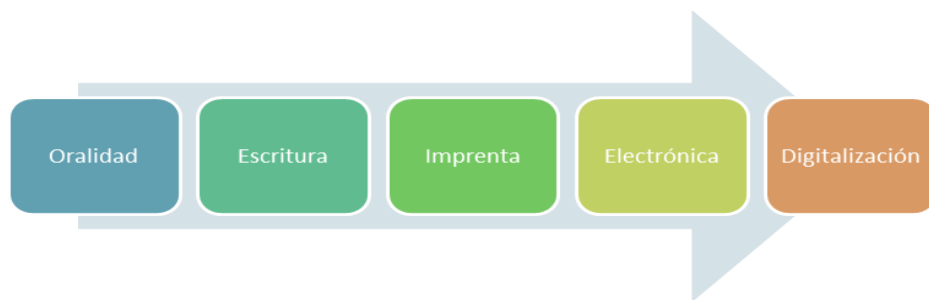 Oralidad
Escritura
Imprenta
Electrónica
Digitalización